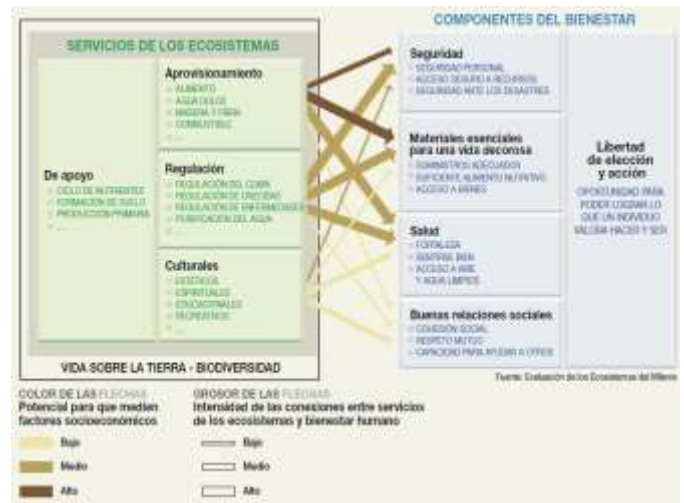 COMPONENTES DEL BIENESTAR
SERVICIOS DE LOS ECOSISTEMAS
De apoyo
CICLO DE NUTRIENTES
FORMACIÓN DE SUELO
PRODUCCIÓN PRIMARIA
...
Aprovisionamiento
ALIMENTO
AGUA DULCE
MADERA Y FIBRA
COMBUSTIBLE
...
Regulación
REGULACIÓN DEL CLIMA
REGULACIÓN DE CRECIDAS
REGULACIÓN DE ENFERMEDADES
PURIFICACIÓN DEL AGUA
...
Culturales
ESTÉTICOS
ESPIRITUALES
EDUCACIONALES
RECREATIVOS
...
VIDA SOBRE LA TIERRA - BIODIVERSIDAD
Seguridad
SEGURIDAD PERSONAL
ACCESO SEGURO A RECURSOS
SEGURIDAD ANTE LOS DESASTRES
Materiales esenciales
para una vida decorosa
SUMINISTROS ADECUADOS
SUFICIENTE ALIMENTO NUTRITIVO
ACCESO A BIENES
Salud
FORTALEZA
SENTIRSE BIEN
ACCESO A AIRE
Y AGUA LIMPIOS
Buenas relaciones sociales
COHESIÓN SOCIAL
RESPETO MUTUO
CAPACIDAD PARA AYUDAR A OTROS
Libertad
de elección
y acción
OPORTUNIDAD PARA
PODER LOGRAR LO
QUE UN INDIVIDUO
VALORA HACER Y SER
Fuente: Evaluación de los Ecosistemas del Milenio
COLOR DE LAS FLECHAS
Potencial para que medien
factores socioeconómicos
Bajo
Medio
Alto
GROSOR DE LAS FLECHAS
Intensidad de las conexiones entre servicios
de los ecosistemas y bienestar humano
Bajo
Medio
Alto